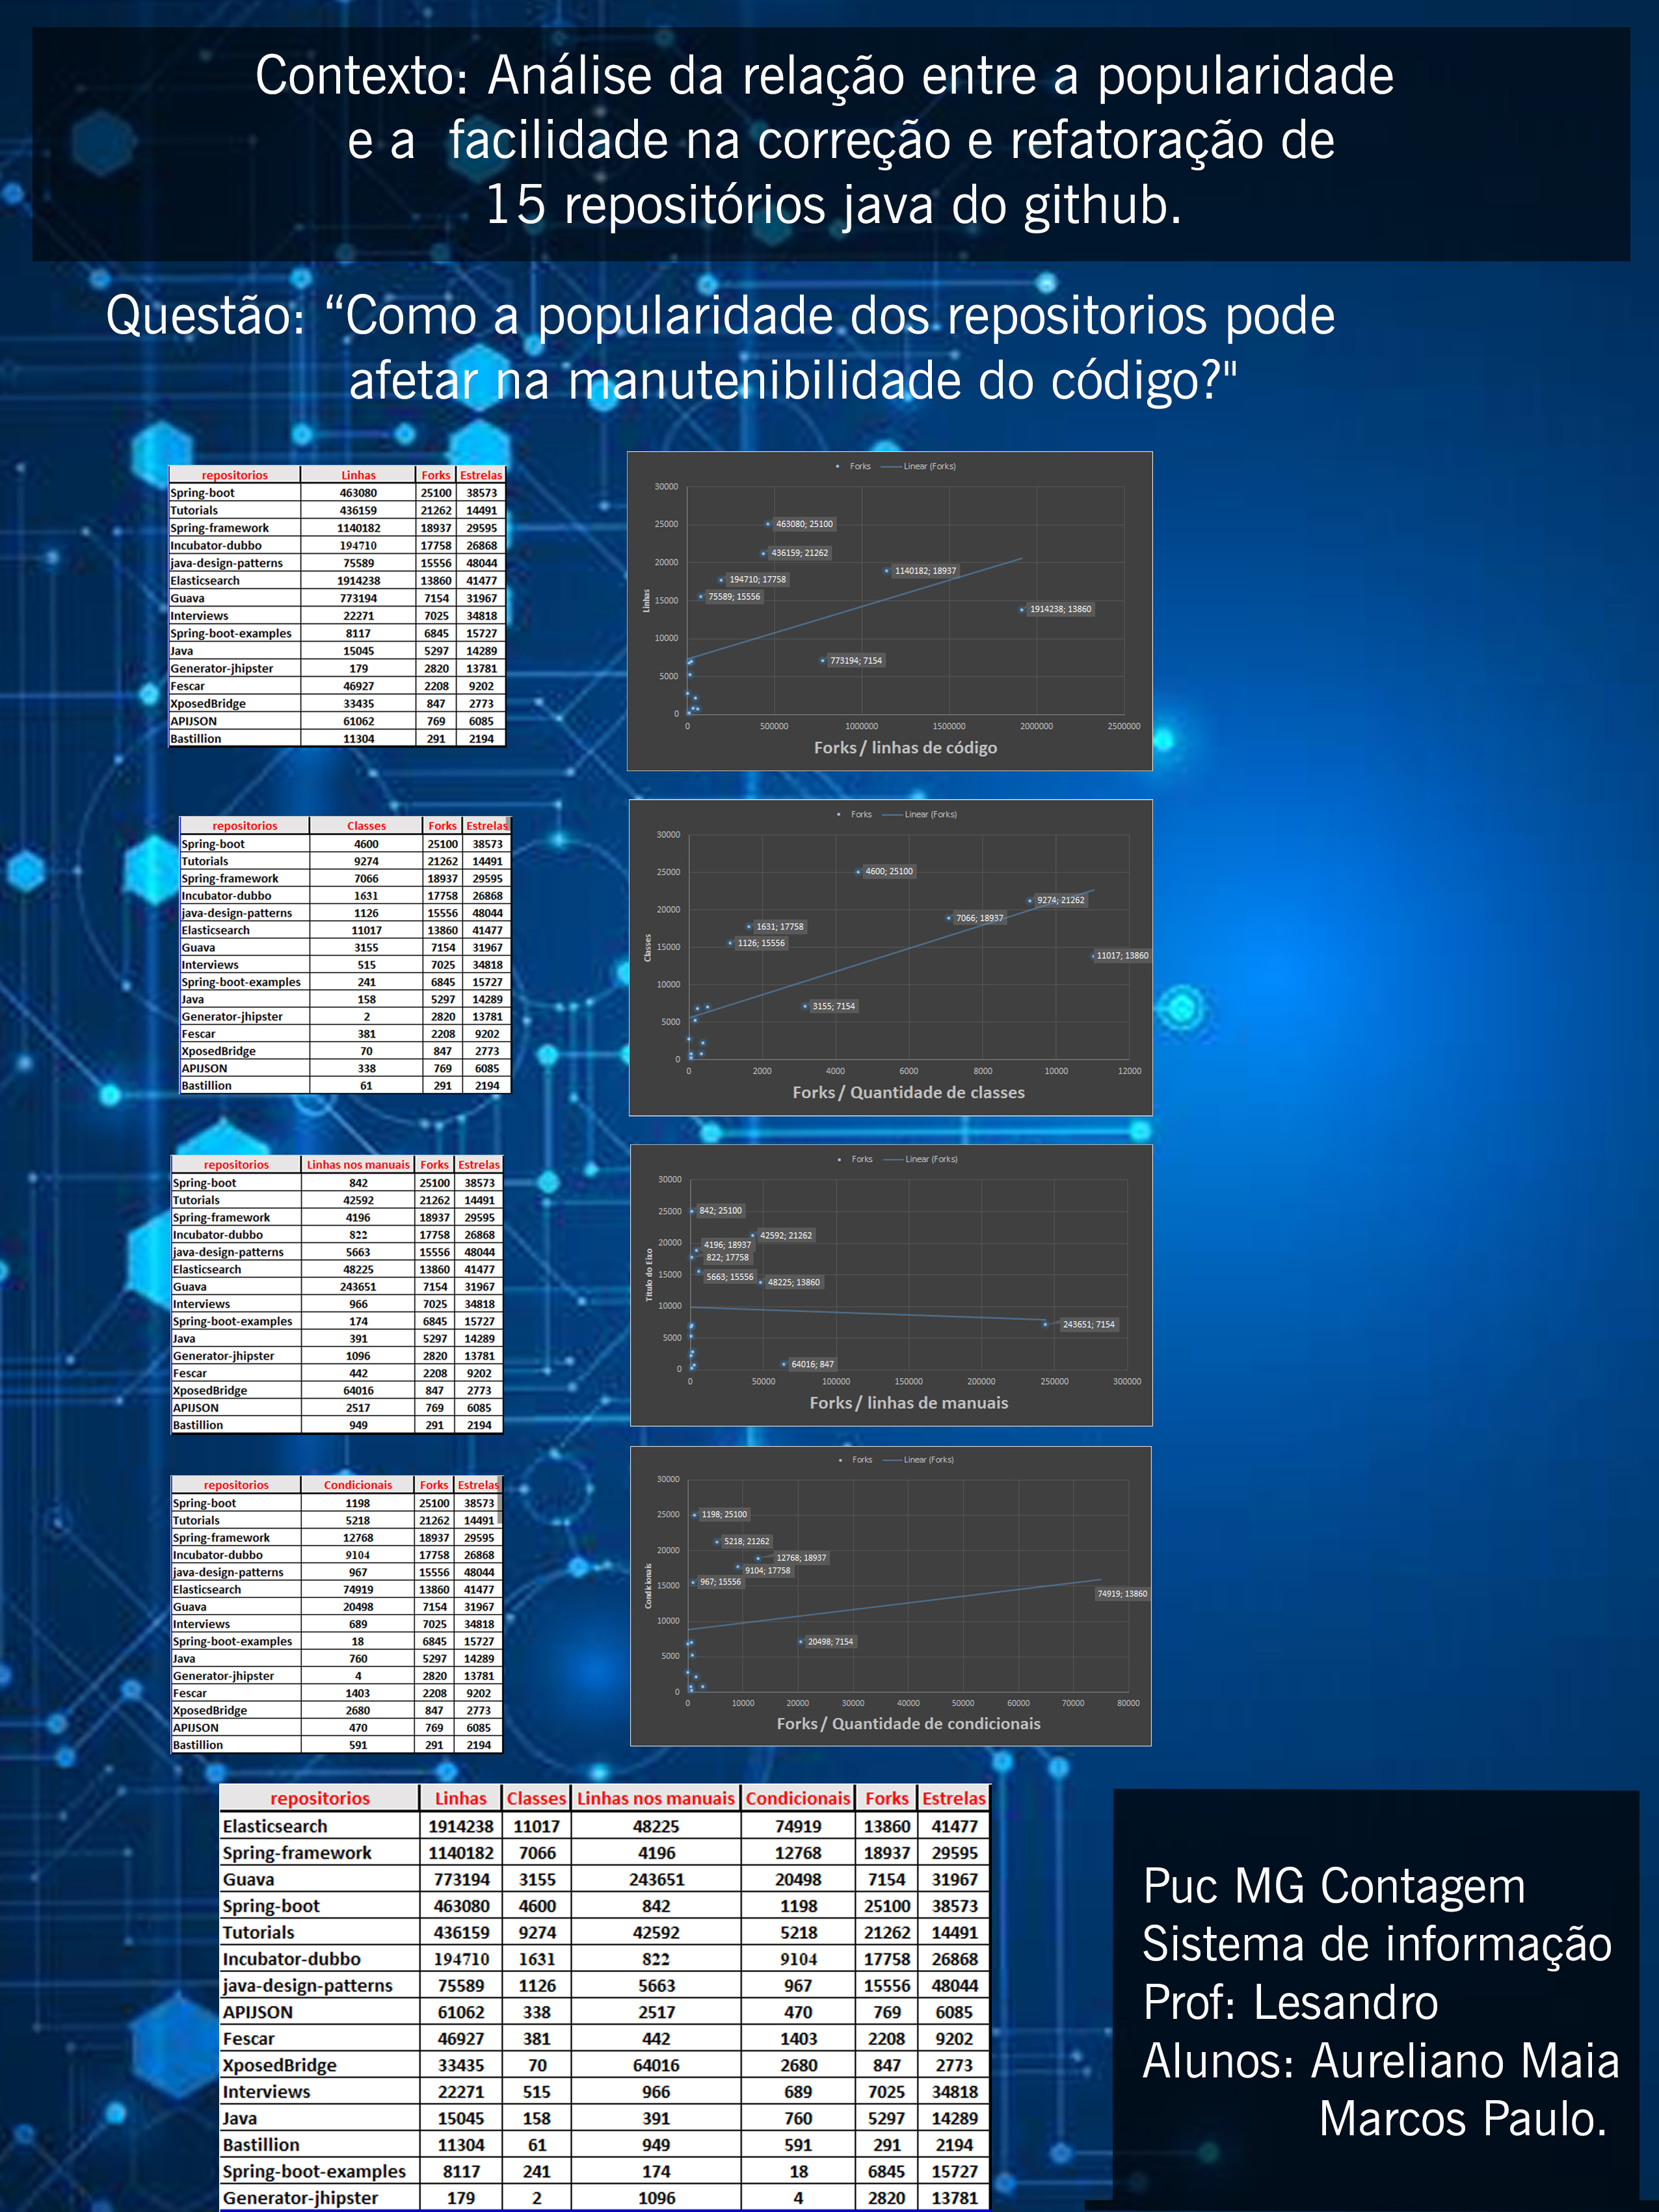 Contexto: Análise da relação entre a popularidade
e a facilidade na correção e refatoração de
15 repositórios java do github.
Questão: “Como a popularidade dos repositorios pode
afetar na manutenibilidade do código?"
repositorios Linhas Forks Estrelas
Spring-boot 463080 25100 38573
Tutorials 436159 21262 14491
Spring-framework 1140182 18937 29595
Incubator-dubbo 194710 17758 26868
java-design-patterns 75589 15556 48044
Elasticsearch 1914238 13860 41477
Guava 773194 7154 31967
Interviews 22271 7025 34818
Spring-boot-examples 8117 6845 15727
Java 15045 5297 14289
Generator-jhipster 179 2820 13781
Fescar 46927 2208 9202
XposedBridge 33435 847 2773
APIJSON 61062 769 6085
Bastillion 11304 291 2194
Forks Linear (Forks)
30000
25000
20000
15000
10000
5000
0
Linhas
463080; 25100
436159; 21262
1140182; 18937
194710; 17758
75589; 15556
1914238; 13860
773194; 7154
0 500000 1000000 1500000 2000000 2500000
Forks / linhas de código
repositorios Classes Forks Estrelas
Spring-boot 4600 25100 38573
Tutorials 9274 21262 14491
Spring-framework 7066 18937 29595
Incubator-dubbo 1631 17758 26868
java-design-patterns 1126 15556 48044
Elasticsearch 11017 13860 41477
Guava 3155 7154 31967
Interviews 515 7025 34818
Spring-boot-examples 241 6845 15727
Java 158 5297 14289
Generator-jhipster 2 2820 13781
Fescar 381 2208 9202
XposedBridge 70 847 2773
APIJSON 338 769 6085
Bastillion 61 291 2194
Forks Linear (Forks)
30000
25000
20000
15000
10000
5000
0
Classes
4600; 25100
9274; 21262
7066; 18937
1631; 17758
1126; 15556
11017; 13860
3155; 7154
0 2000 4000 6000 8000 10000 12000
Forks / Quantidade de classes
repositorios Linhas nos manuais Forks Estrelas
Spring-boot 842 25100 38573
Tutorials 42592 21262 14491
Spring-framework 4196 18937 29595
Incubator-dubbo 822 17758 26868
java-design-patterns 5663 15556 48044
Elasticsearch 48225 13860 41477
Guava 243651 7154 31967
Interviews 966 7025 34818
Spring-boot-examples 174 6845 15727
Java 391 5297 14289
Generator-jhipster 1096 2820 13781
Fescar 442 2208 9202
XposedBridge 64016 847 2773
APIJSON 2517 769 6085
Bastillion 949 291 2194
Forks Linear (Forks)
30000
25000
20000
15000
10000
5000
0
Título do Eixo
842; 25100
42592; 21262
4196; 18937
822; 17758
5663; 15556
48225; 13860
243651; 7154
64016; 847
0 50000 100000 150000 200000 250000 300000
Forks / linhas de manuais
repositorios Condicionais Forks Estrelas
Spring-boot 1198 25100 38573
Tutorials 5218 21262 14491
Spring-framework 12768 18937 29595
Incubator-dubbo 9104 17758 26868
java-design-patterns 967 15556 48044
Elasticsearch 74919 13860 41477
Guava 20498 7154 31967
Interviews 689 7025 34818
Spring-boot-examples 18 6845 15727
Java 760 5297 14289
Generator-jhipster 4 2820 13781
Fescar 1403 2208 9202
XposedBridge 2680 847 2773
APIJSON 470 769 6085
Bastillion 591 291 2194
Forks Linear (Forks)
30000
25000
20000
15000
10000
5000
0
Condicionais
1198; 25100
5218; 21262
12768; 18937
9104; 17758
967; 15556
74919; 13860
20498; 7154
0 10000 20000 30000 40000 50000 60000 70000 80000
Forks / Quantidade de condicionais
repositorios Linhas Classes Linhas nos manuais Condicionais Forks Estrelas
Elasticsearch 1914238 11017 48225 74919 13860 41477
Spring-framework 1140182 7066 4196 12768 18937 29595
Guava 773194 3155 243651 20498 7154 31967
Spring-boot 463080 4600 842 1198 25100 38573
Tutorials 436159 9274 42592 5218 21262 14491
Incubator-dubbo 194710 1631 822 9104 17758 26868
java-design-patterns 75589 1126 5663 967 15556 48044
APIJSON 61062 338 2517 470 769 6085
Fescar 46927 381 442 1403 2208 9202
XposedBridge 33435 70 64016 2680 847 2773
Interviews 22271 515 966 689 7025 34818
Java 15045 158 391 760 5297 14289
Bastillion 11304 61 949 591 291 2194
Spring-boot-examples 8117 241 174 18 6845 15727
Generator-jhipster 179 2 1096 4 2820 13781
Puc MG Contagem
Sistema de informação
Prof: Lesandro
Alunos: Aureliano Maia
Marcos Paulo.